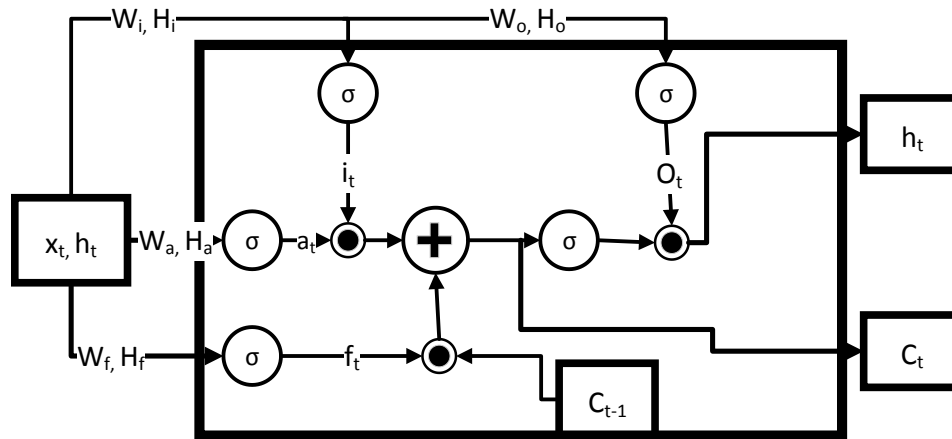 Wi, Hi
Wo, Ho
σ
σ
ht
it
Ot
xt, ht
Wa, Ha
σ
at
+
σ
Wf, Hf
σ
ft
Ct
Ct-1